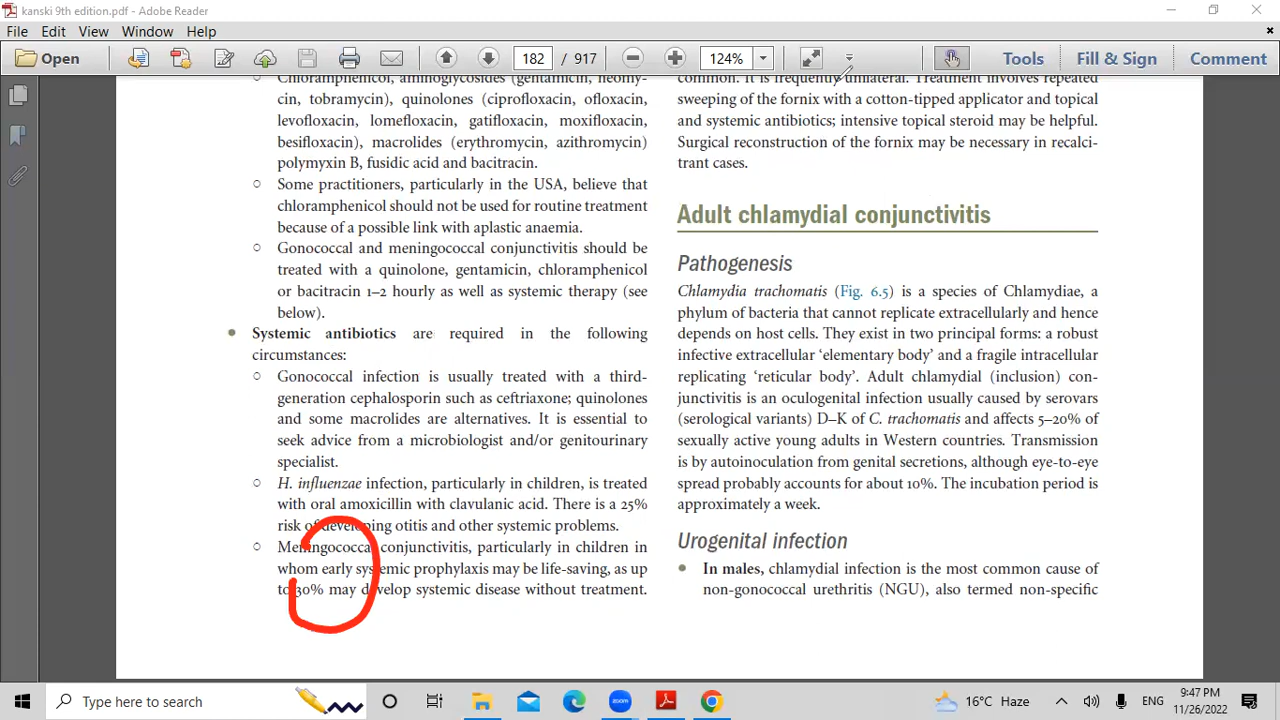 kanski 9th edition.pdf - Adobe Reader
File Edit View Window Help
Open 182 / 917 124% Tools Fill & Sign Comment
Chloramphenicol, aminoglycosides (gentamicin, neomy-
cin, tobramycin), quinolones (ciprofloxacin, ofloxacin,
levofloxacin, lomefloxacin, gatifloxacin, moxifloxacin,
besifloxacin), macrolides (erythromycin, azithromycin)
polymyxin B, fusidic acid and bacitracin.
○ Some practitioners, particularly in the USA, believe that
chloramphenicol should not be used for routine treatment
because of a possible link with aplastic anaemia.
○ Gonococcal and meningococcal conjunctivitis should be
treated with a quinolone, gentamicin, chloramphenicol
or bacitracin 1–2 hourly as well as systemic therapy (see
below).
• Systemic antibiotics are required in the following
circumstances:
○ Gonococcal infection is usually treated with a third-
generation cephalosporin such as ceftriaxone; quinolones
and some macrolides are alternatives. It is essential to
seek advice from a microbiologist and/or genitourinary
specialist.
○ H. influenzae infection, particularly in children, is treated
with oral amoxicillin with clavulanic acid. There is a 25%
risk of developing otitis and other systemic problems.
○ Meningococcal conjunctivitis, particularly in children in
whom early systemic prophylaxis may be life-saving, as up
to 30% may develop systemic disease without treatment.
common. It is frequently unilateral. Treatment involves repeated
sweeping of the fornix with a cotton-tipped applicator and topical
and systemic antibiotics; intensive topical steroid may be helpful.
Surgical reconstruction of the fornix may be necessary in recalci-
trant cases.
Adult chlamydial conjunctivitis
Pathogenesis
Chlamydia trachomatis (Fig. 6.5) is a species of Chlamydiae, a
phylum of bacteria that cannot replicate extracellularly and hence
depends on host cells. They exist in two principal forms: a robust
infective extracellular ‘elementary body’ and a fragile intracellular
replicating ‘reticular body’. Adult chlamydial (inclusion) con-
junctivitis is an oculogenital infection usually caused by serovars
(serological variants) D–K of C. trachomatis and affects 5–20% of
sexually active young adults in Western countries. Transmission
is by autoinoculation from genital secretions, although eye-to-eye
spread probably accounts for about 10%. The incubation period is
approximately a week.
Urogenital infection
• In males, chlamydial infection is the most common cause of
non-gonococcal urethritis (NGU), also termed non-specific
Type here to search
zoom
16°C Haze
ENG
9:47 PM
11/26/2022